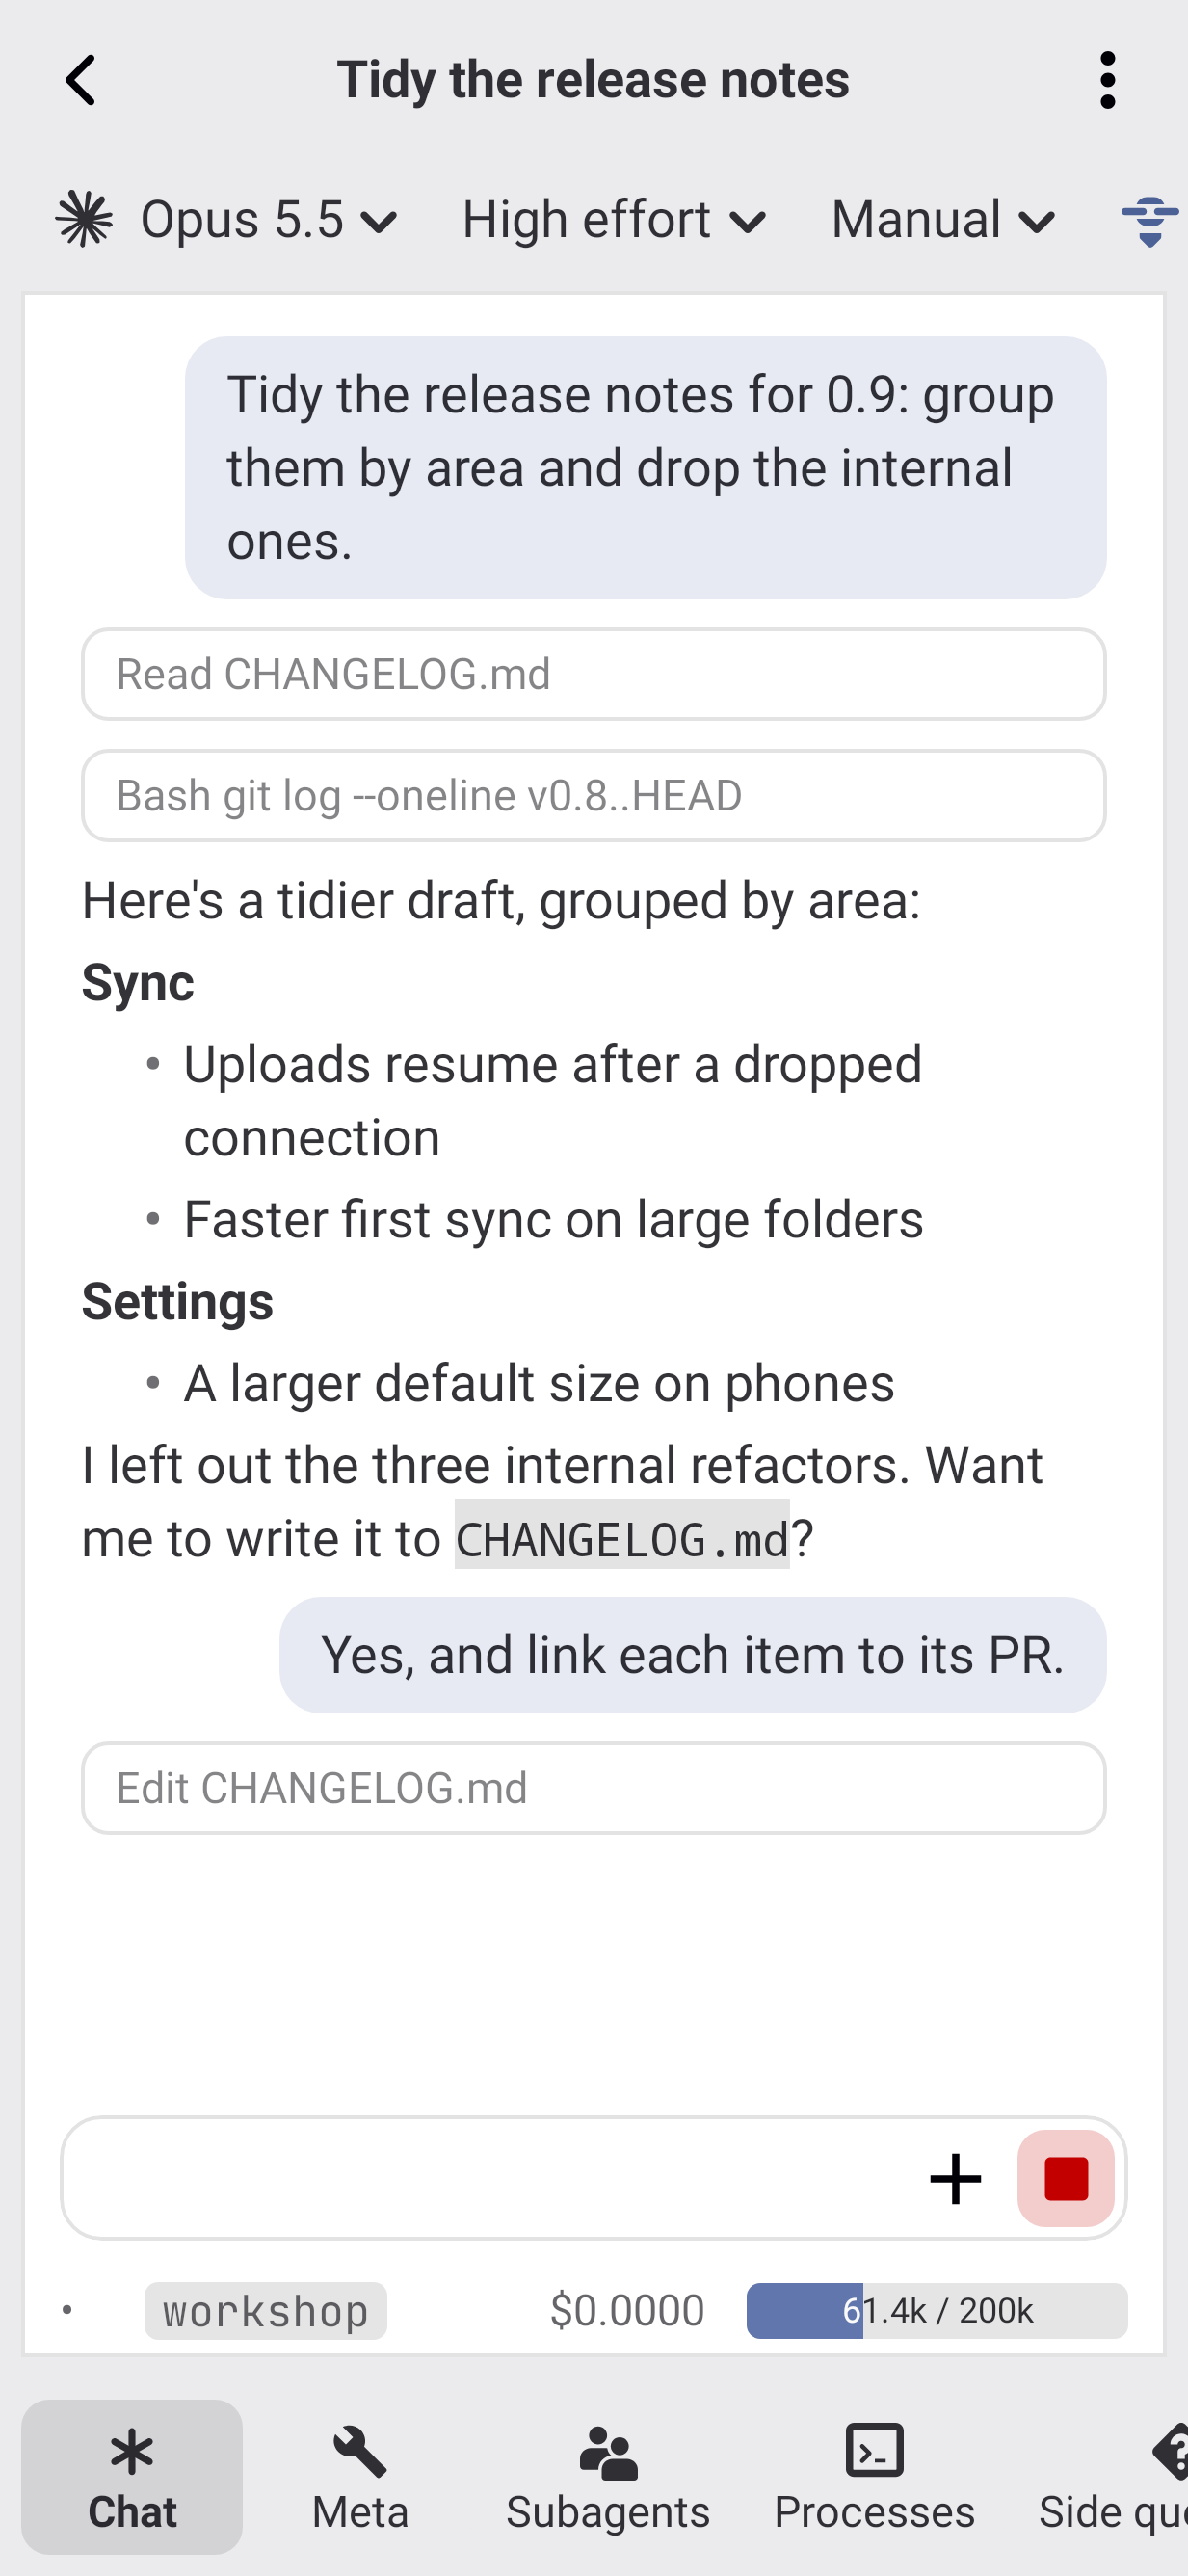 Tidy the release notes
Opus 5.5 High effort Manual
Tidy the release notes for 0.9: group
them by area and drop the internal
ones.
Read CHANGELOG.md
Bash git log --oneline v0.8..HEAD
Here's a tidier draft, grouped by area:
Sync
• Uploads resume after a dropped
connection
• Faster first sync on large folders
Settings
• A larger default size on phones
I left out the three internal refactors. Want
me to write it to CHANGELOG.md?
Yes, and link each item to its PR.
Edit CHANGELOG.md
workshop $0.0000 61.4k / 200k
Chat Meta Subagents Processes Side